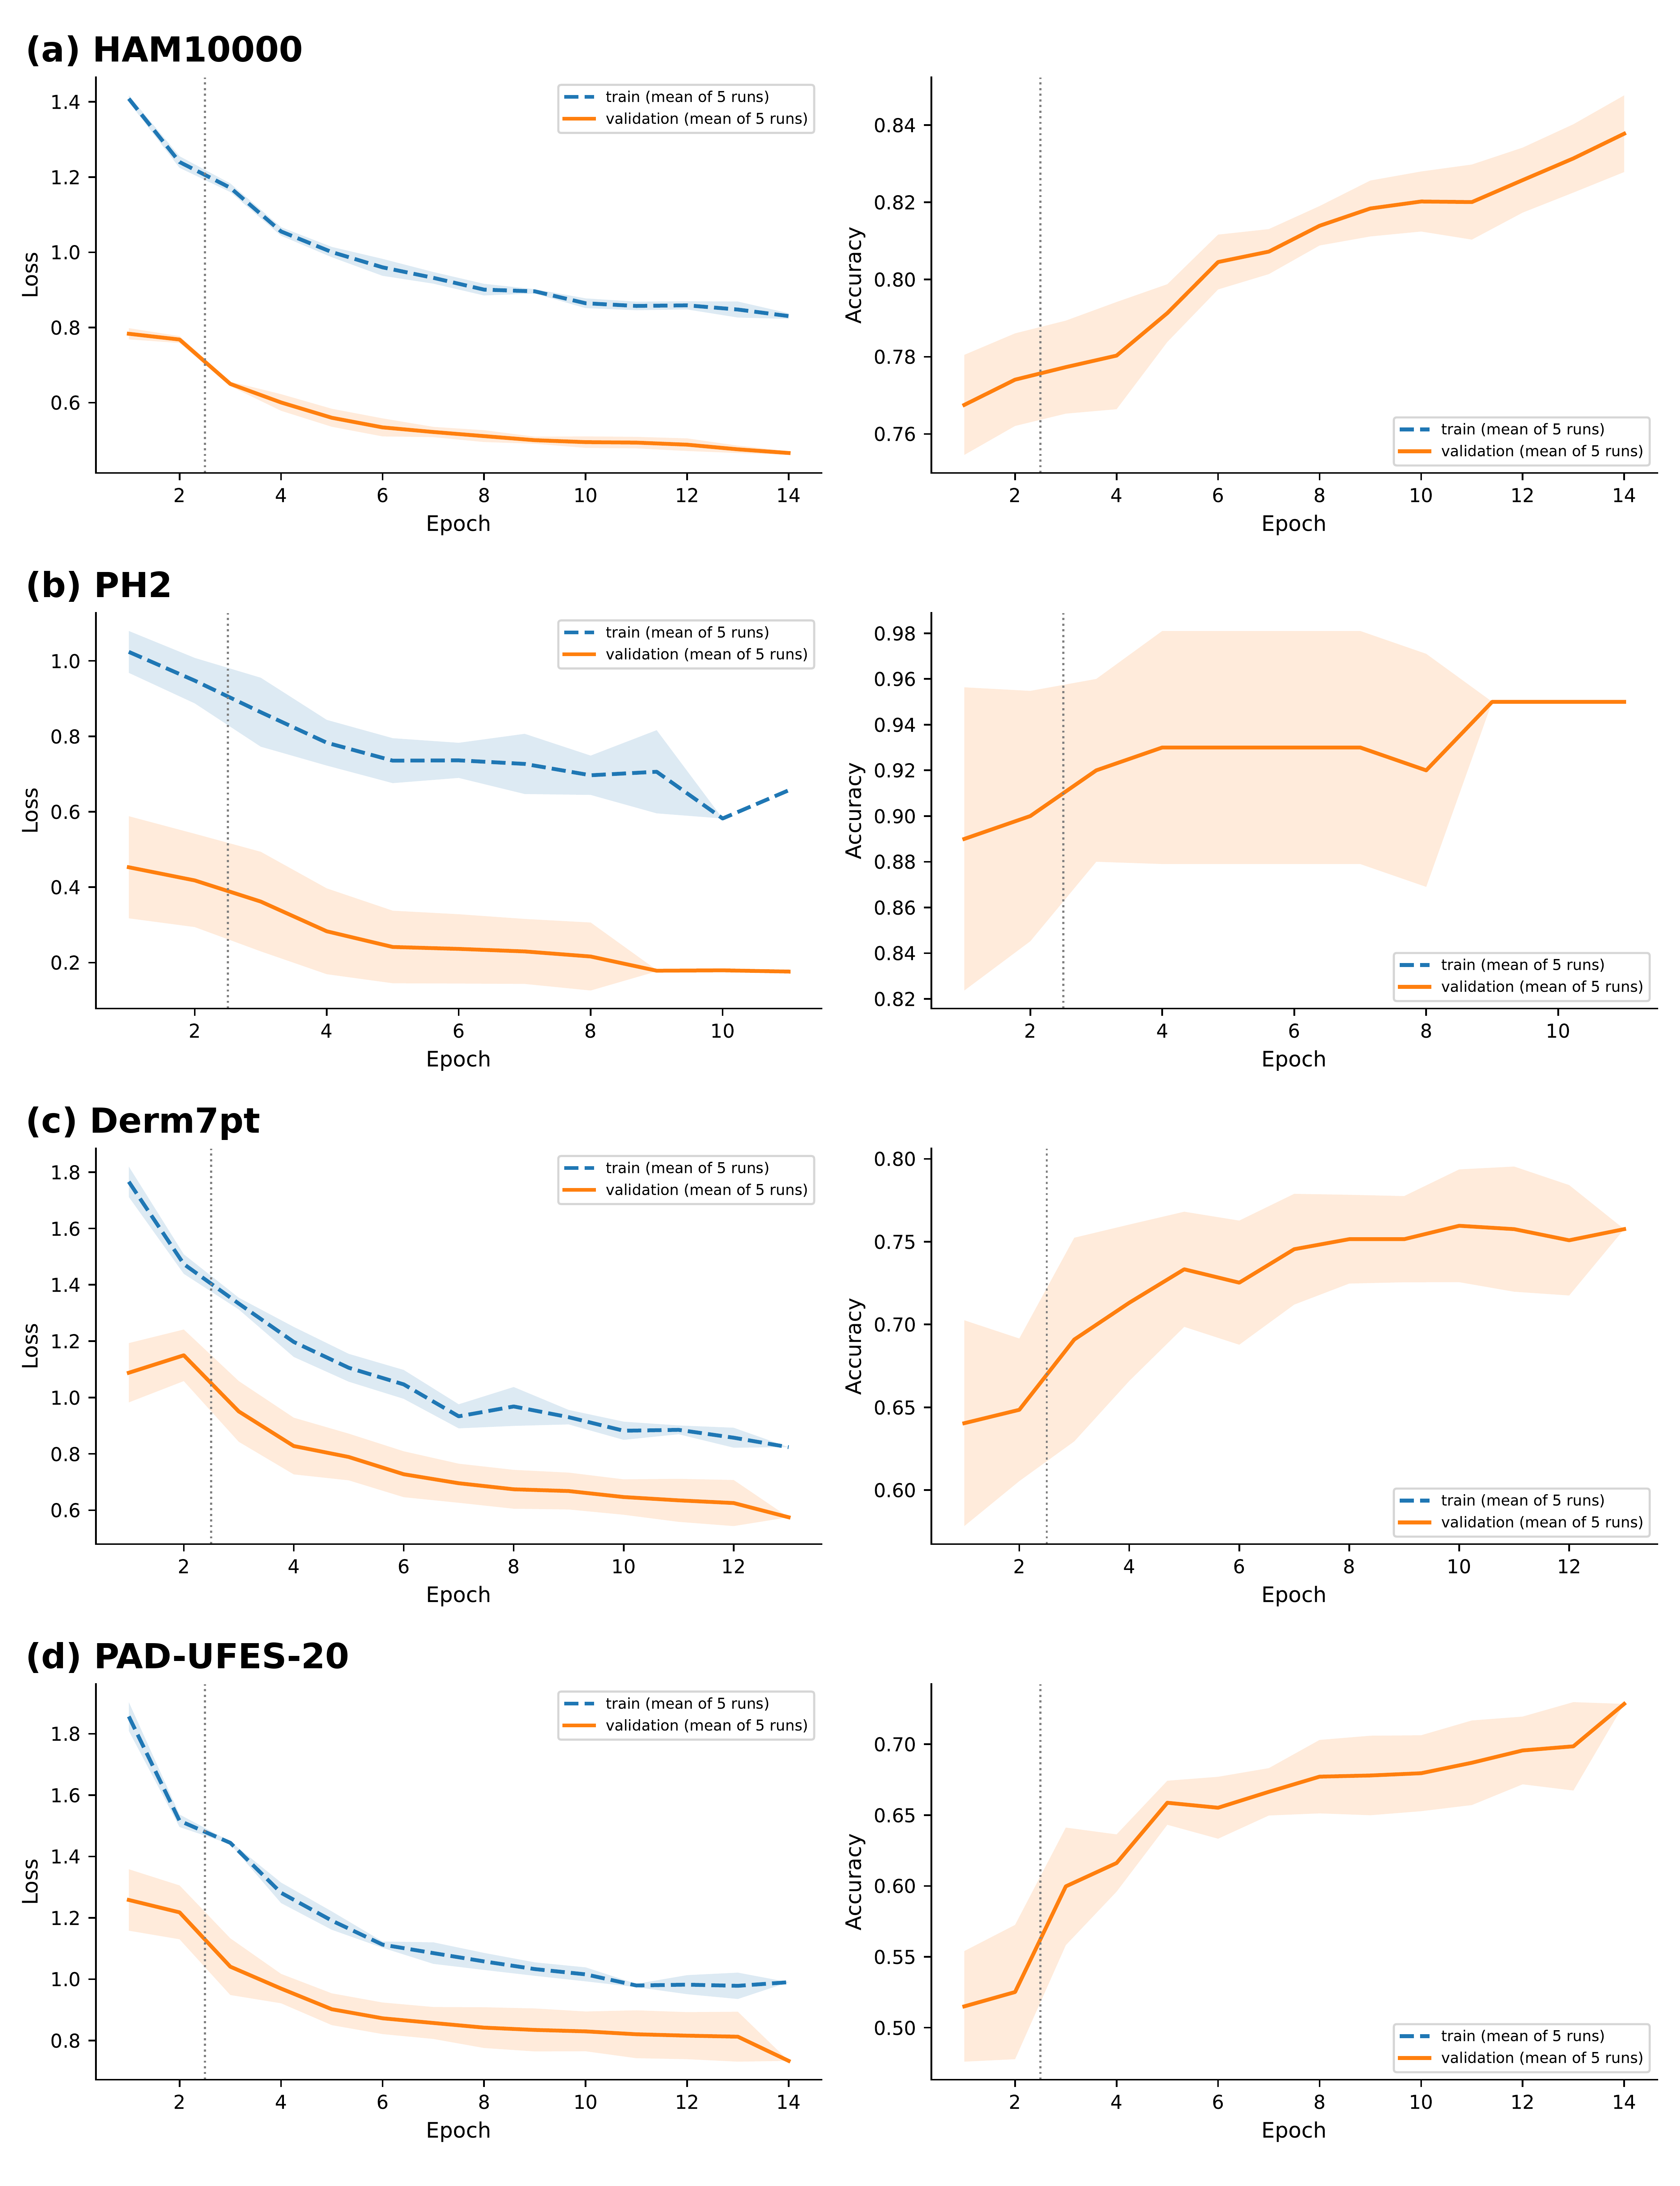 (a) HAM10000
1.4
1.2
1.0
0.8
0.6
Loss
train (mean of 5 runs)
validation (mean of 5 runs)
2 4 6 8 10 12 14
Epoch
0.84
0.82
0.80
0.78
0.76
Accuracy
train (mean of 5 runs)
validation (mean of 5 runs)
2 4 6 8 10 12 14
Epoch
(b) PH2
1.0
0.8
0.6
0.4
0.2
Loss
train (mean of 5 runs)
validation (mean of 5 runs)
2 4 6 8 10
Epoch
0.98
0.96
0.94
0.92
0.90
0.88
0.86
0.84
0.82
Accuracy
train (mean of 5 runs)
validation (mean of 5 runs)
2 4 6 8 10
Epoch
(c) Derm7pt
1.8
1.6
1.4
1.2
1.0
0.8
0.6
Loss
train (mean of 5 runs)
validation (mean of 5 runs)
2 4 6 8 10 12
Epoch
0.80
0.75
0.70
0.65
0.60
Accuracy
train (mean of 5 runs)
validation (mean of 5 runs)
2 4 6 8 10 12
Epoch
(d) PAD-UFES-20
1.8
1.6
1.4
1.2
1.0
0.8
Loss
train (mean of 5 runs)
validation (mean of 5 runs)
2 4 6 8 10 12 14
Epoch
0.70
0.65
0.60
0.55
0.50
Accuracy
train (mean of 5 runs)
validation (mean of 5 runs)
2 4 6 8 10 12 14
Epoch